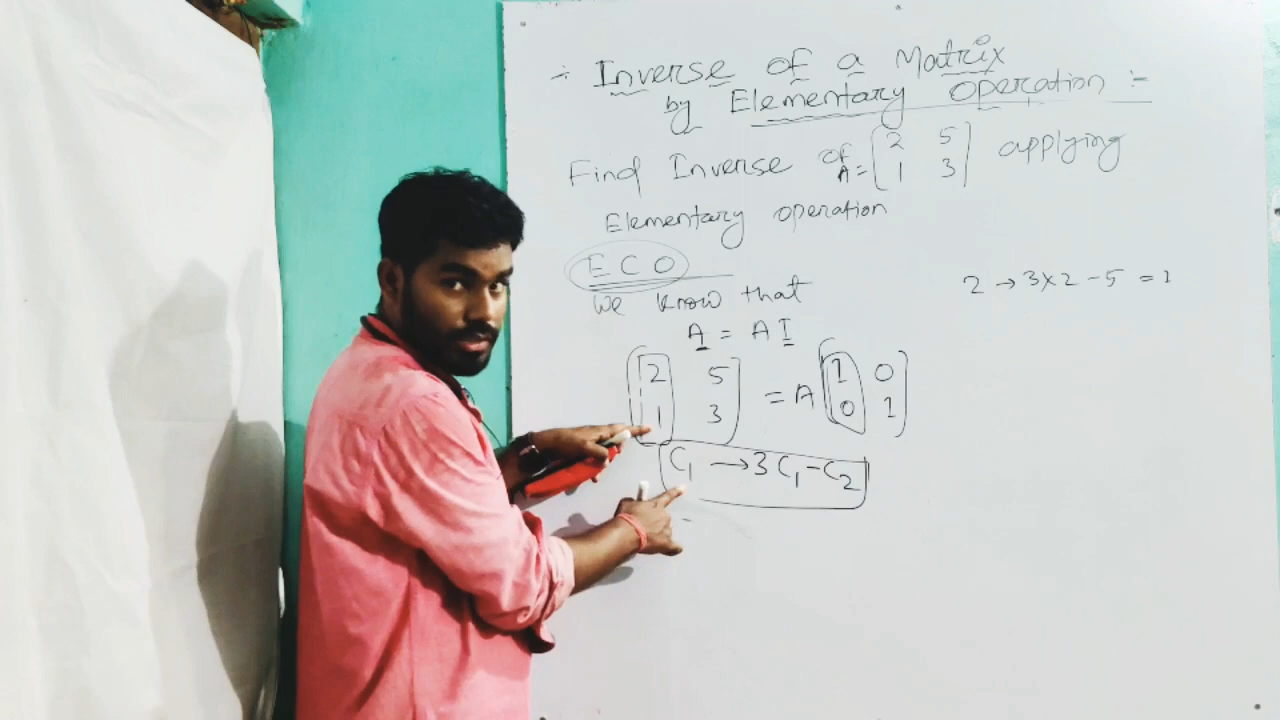 ÷ Inverse of a Matrix
by Elementary Operation :-
Find Inverse of A = [2 5 applying
1 3]
Elementary operation
ECO
We know that
2 → 3×2 - 5 = 1
A = A I
[2 5 = A [1 0
1 3] 0 1]
C₁ → 3C₁ - C₂